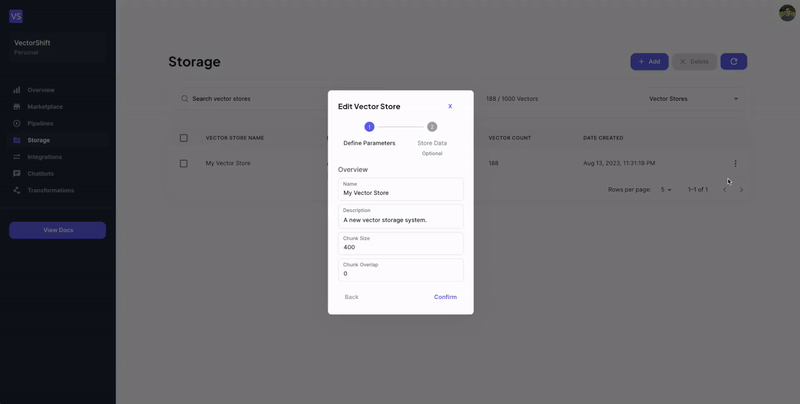 VS
VectorShift
Personal
Overview
Marketplace
Pipelines
Storage
Integrations
Chatbots
Transformations
View Docs
Storage
+ Add
Delete
Search vector stores
188 / 1000 Vectors
Vector Stores
VECTOR STORE NAME
VECTOR COUNT
DATE CREATED
My Vector Store
188
Aug 13, 2023, 11:31:19 PM
Rows per page: 5
1–1 of 1
Edit Vector Store
X
1
2
Define Parameters
Store Data
Optional
Overview
Name
My Vector Store
Description
A new vector storage system.
Chunk Size
400
Chunk Overlap
0
Back
Confirm